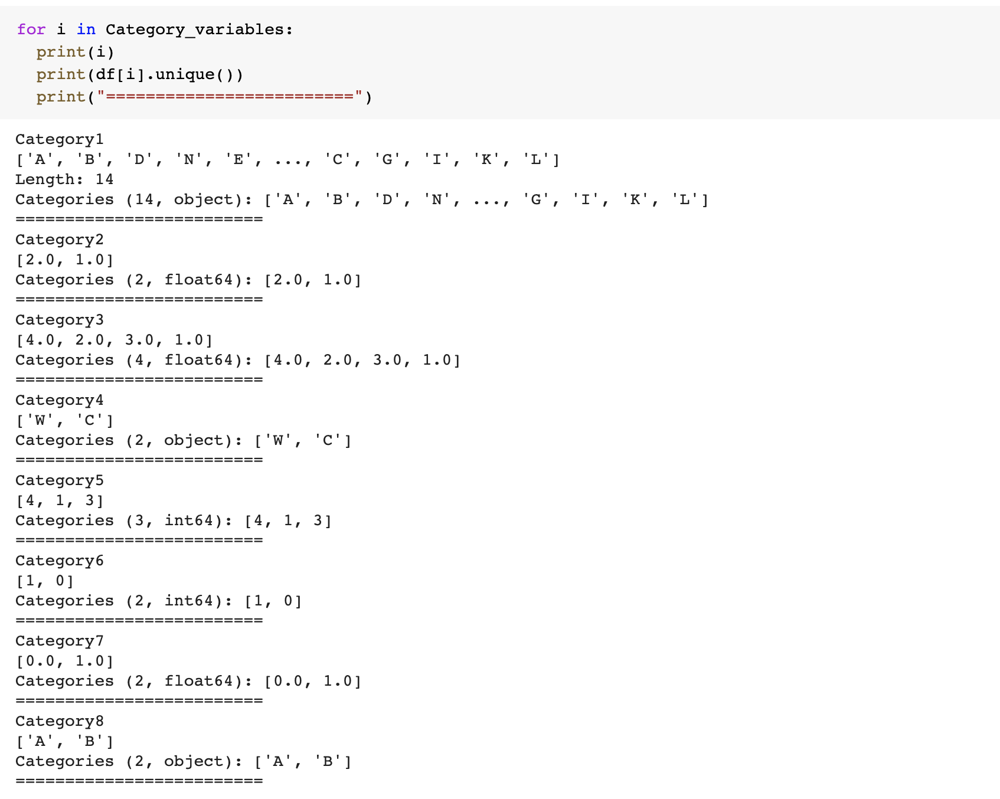 for i in Category_variables:
  print(i)
  print(df[i].unique())
  print("=========================")
Category1
['A', 'B', 'D', 'N', 'E', ..., 'C', 'G', 'I', 'K', 'L']
Length: 14
Categories (14, object): ['A', 'B', 'D', 'N', ..., 'G', 'I', 'K', 'L']
=========================
Category2
[2.0, 1.0]
Categories (2, float64): [2.0, 1.0]
=========================
Category3
[4.0, 2.0, 3.0, 1.0]
Categories (4, float64): [4.0, 2.0, 3.0, 1.0]
=========================
Category4
['W', 'C']
Categories (2, object): ['W', 'C']
=========================
Category5
[4, 1, 3]
Categories (3, int64): [4, 1, 3]
=========================
Category6
[1, 0]
Categories (2, int64): [1, 0]
=========================
Category7
[0.0, 1.0]
Categories (2, float64): [0.0, 1.0]
=========================
Category8
['A', 'B']
Categories (2, object): ['A', 'B']
=========================